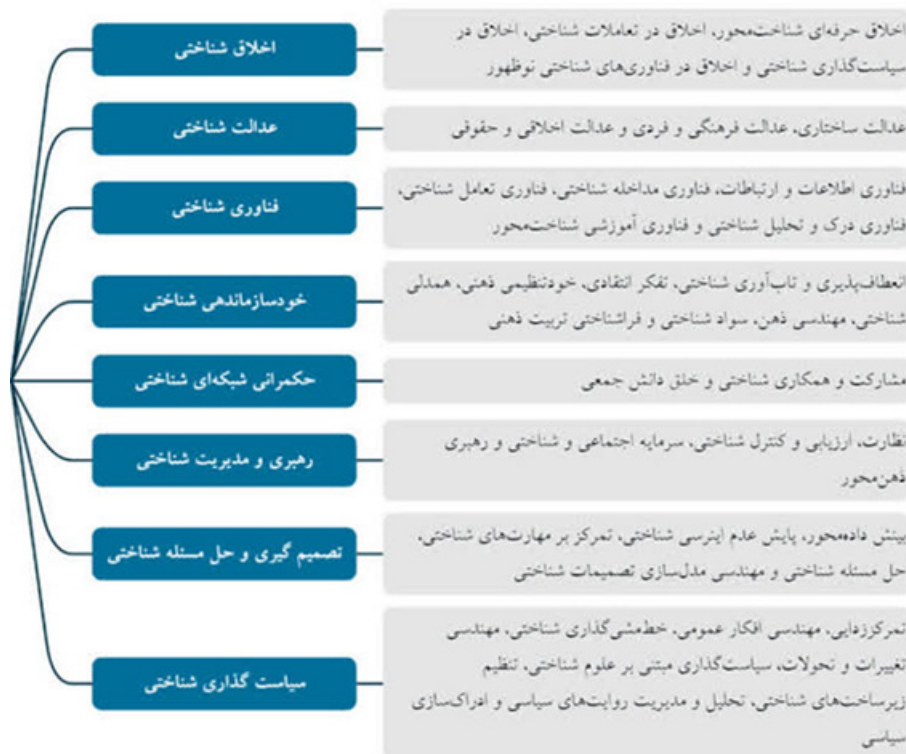 اخلاق شناختی
اخلاق حرفه‌ای شناخت‌محور، اخلاق در تعاملات شناختی، اخلاق در
سیاست‌گذاری شناختی و اخلاق در فناوری‌های شناختی نوظهور
عدالت شناختی
عدالت ساختاری، عدالت فرهنگی و فردی و عدالت اخلاقی و حقوقی
فناوری شناختی
فناوری اطلاعات و ارتباطات، فناوری مداخله شناختی، فناوری تعامل شناختی،
فناوری درک و تحلیل شناختی و فناوری آموزشی شناخت‌محور
خودسازماندهی شناختی
انعطاف‌پذیری و تاب‌آوری شناختی، تفکر انتقادی، خودتنظیمی ذهنی، همدلی
شناختی، مهندسی ذهن، سواد شناختی و فراشناختی تربیت ذهنی
حکمرانی شبکه‌ای شناختی
مشارکت و همکاری شناختی و خلق دانش جمعی
رهبری و مدیریت شناختی
نظارت، ارزیابی و کنترل شناختی، سرمایه اجتماعی و شناختی و رهبری
ذهن‌محور
تصمیم گیری و حل مسئله شناختی
بینش داده‌محور، پایش عدم اینرسی شناختی، تمرکز بر مهارت‌های شناختی،
حل مسئله شناختی و مهندسی مدل‌سازی تصمیمات شناختی
سیاست گذاری شناختی
تمرکززدایی، مهندسی افکار عمومی، خط‌مشی‌گذاری شناختی، مهندسی
تغییرات و تحولات، سیاست‌گذاری مبتنی بر علوم شناختی، تنظیم
زیرساخت‌های شناختی، تحلیل و مدیریت روایت‌های سیاسی و ادراک‌سازی
سیاسی